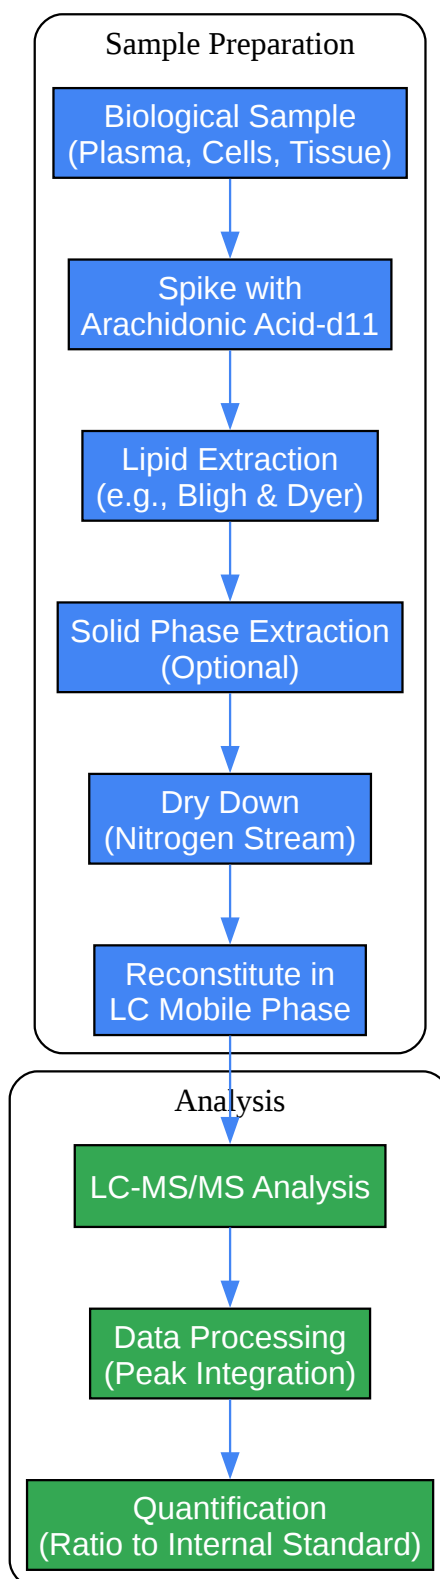 Sample Preparation
Biological Sample
(Plasma, Cells, Tissue)
Spike with
Arachidonic Acid-d11
Lipid Extraction
(e.g., Bligh & Dyer)
Solid Phase Extraction
(Optional)
Dry Down
(Nitrogen Stream)
Reconstitute in
LC Mobile Phase
Analysis
LC-MS/MS Analysis
Data Processing
(Peak Integration)
Quantification
(Ratio to Internal Standard)